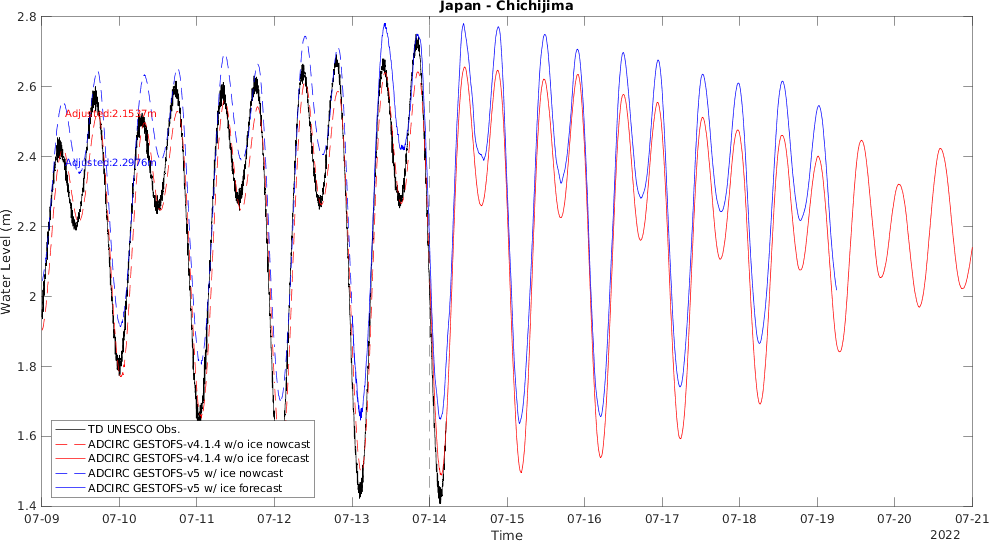 Japan - Chichijima
2.8
2.6
2.4
2.2
2
1.8
1.6
1.4
Water Level (m)
Adjusted:2.1537m
Adjusted:2.2976m
TD UNESCO Obs.
ADCIRC GESTOFS-v4.1.4 w/o ice nowcast
ADCIRC GESTOFS-v4.1.4 w/o ice forecast
ADCIRC GESTOFS-v5 w/ ice nowcast
ADCIRC GESTOFS-v5 w/ ice forecast
07-09 07-10 07-11 07-12 07-13 07-14 07-15 07-16 07-17 07-18 07-19 07-20 07-21
Time
2022